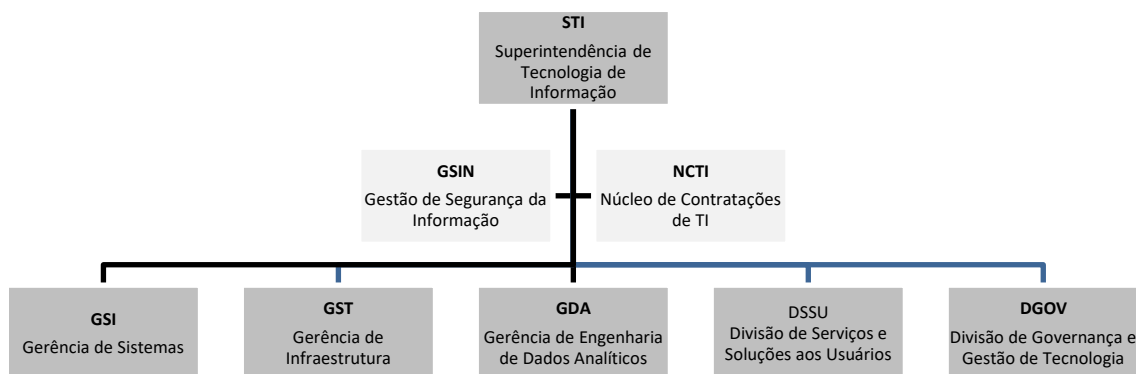 STI
Superintendência de
Tecnologia de
Informação
GSIN
Gestão de Segurança da
Informação
NCTI
Núcleo de Contratações
de TI
GSI
Gerência de Sistemas
GST
Gerência de
Infraestrutura
GDA
Gerência de Engenharia
de Dados Analíticos
DSSU
Divisão de Serviços e
Soluções aos Usuários
DGOV
Divisão de Governança e
Gestão de Tecnologia